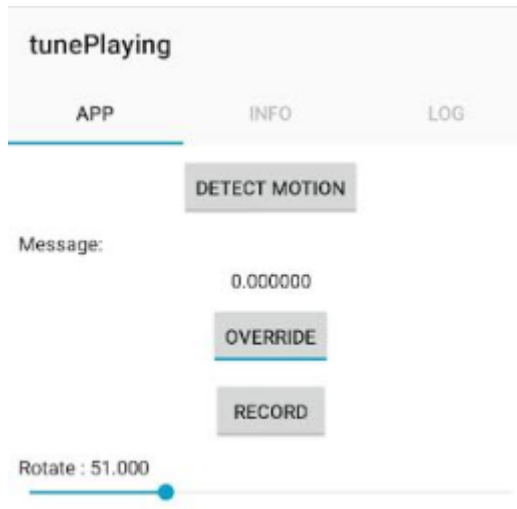 tunePlaying
APP INFO LOG
DETECT MOTION
Message:
0.000000
OVERRIDE
RECORD
Rotate : 51.000